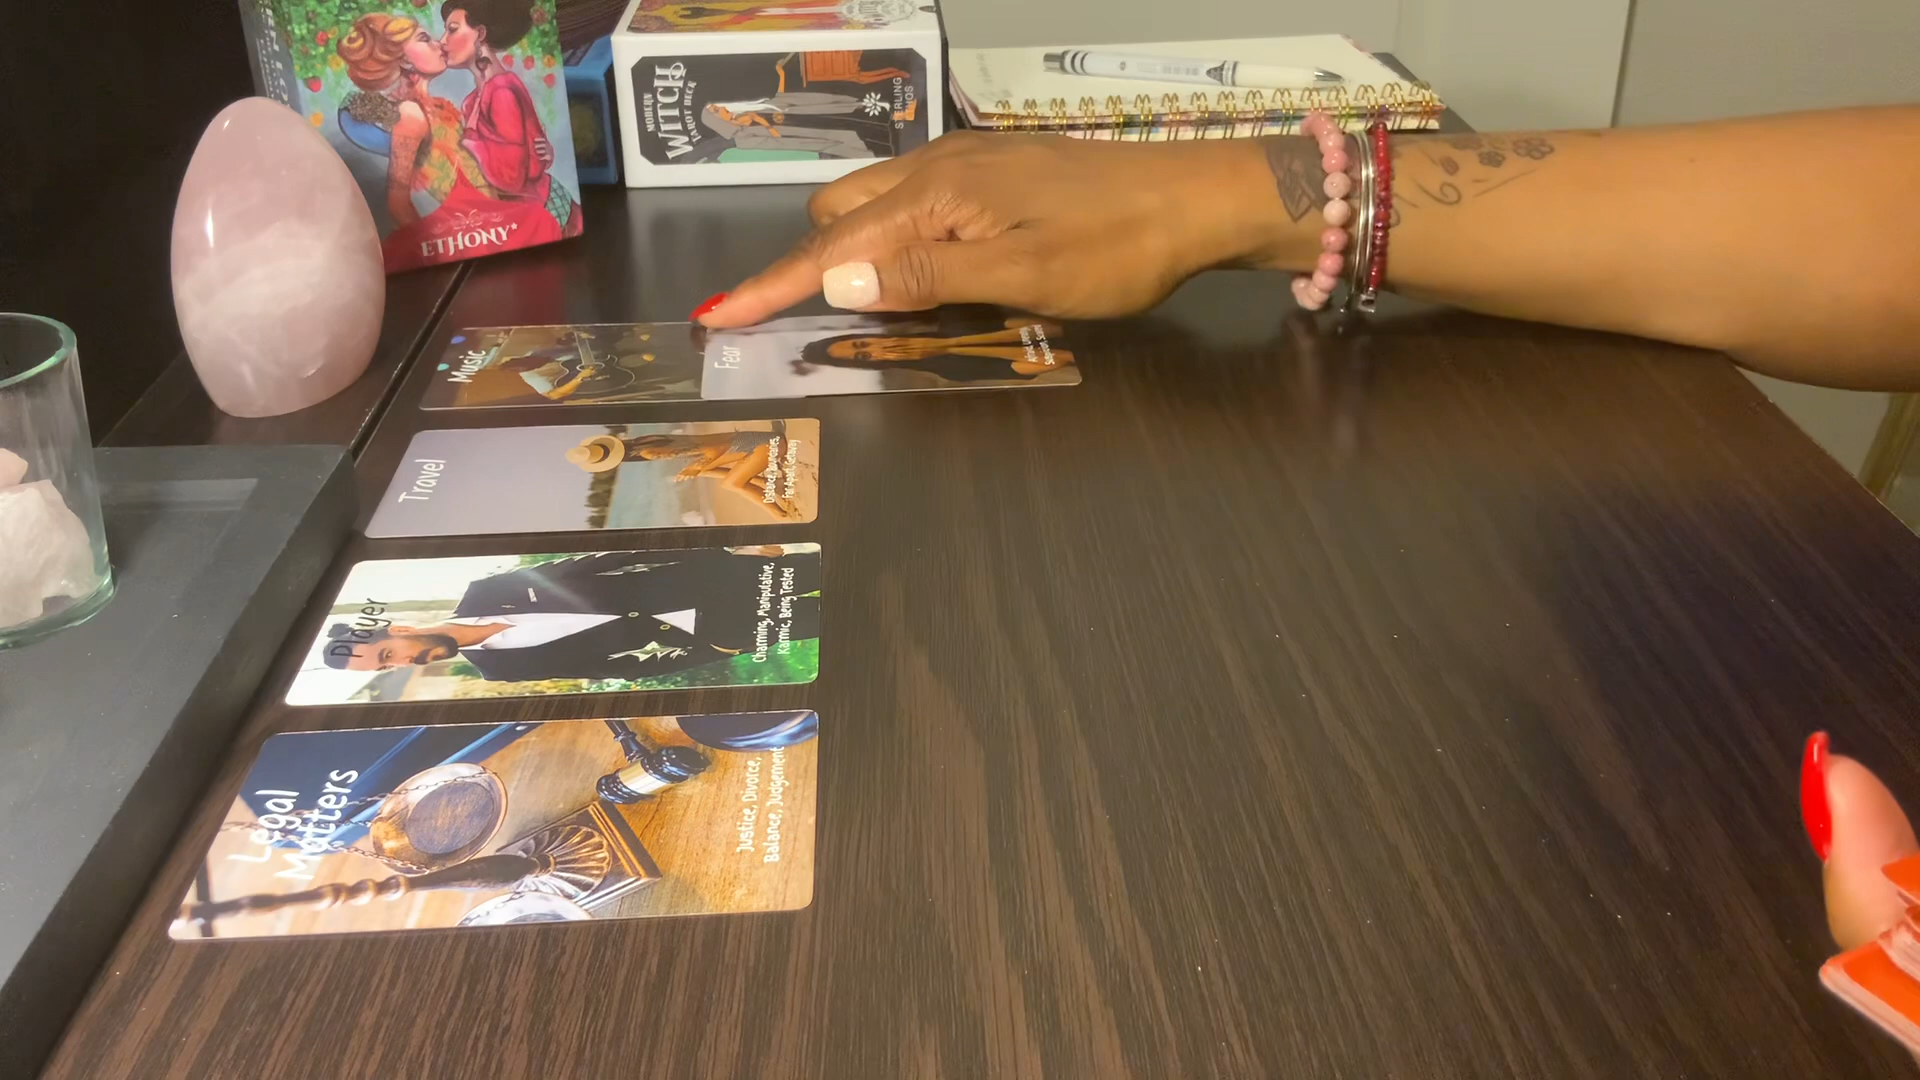 ETHONY
MODERN
WITCH
TAROT DECK
STERLING
Music
Fear
Travel
Player
Charming, Manipulative,
Karmic, Being Tested
Legal
Matters
Justice, Divorce,
Balance, Judgement